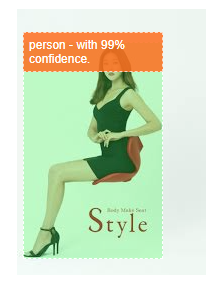 person - with 99%
confidence.
Body Make Seat
Style